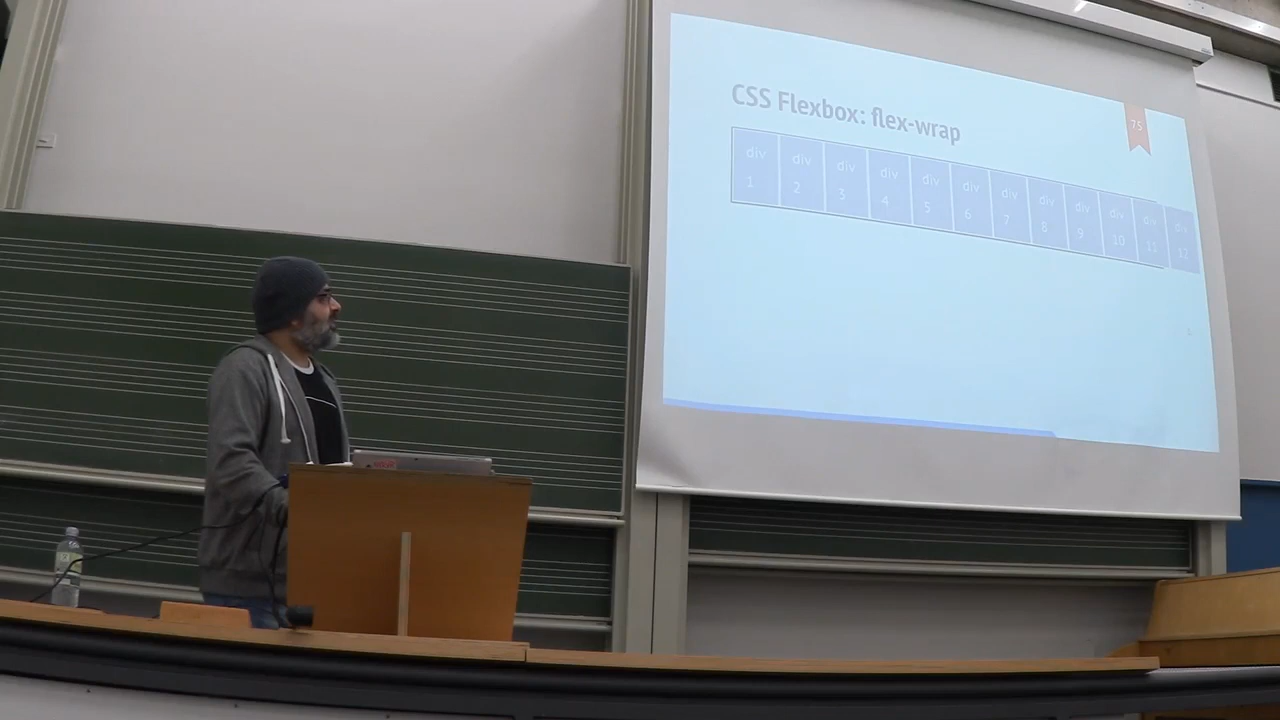 CSS Flexbox: flex-wrap
75
div div div div div div div div div div div div
1 2 3 4 5 6 7 8 9 10 11 12